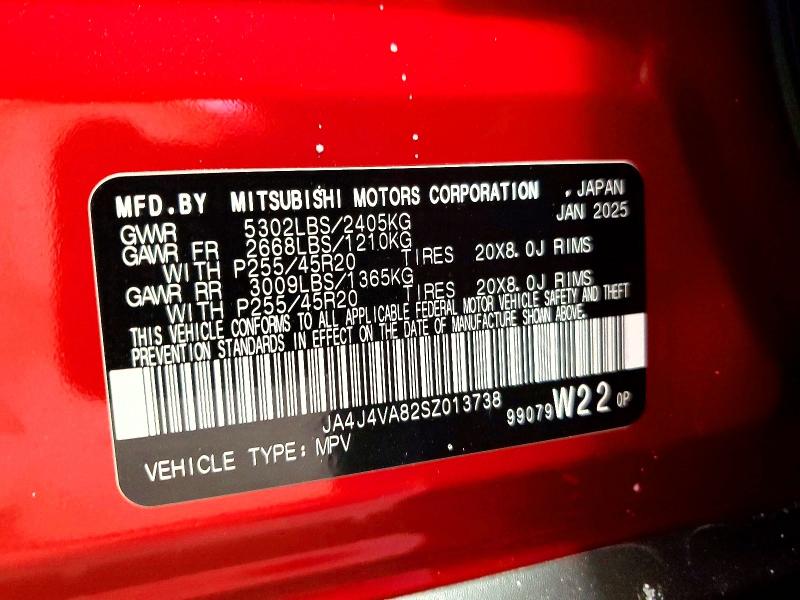 MFD.BY MITSUBISHI MOTORS CORPORATION , JAPAN
JAN 2025
GVWR 5302LBS/2405KG
GAWR FR 2668LBS/1210KG
WITH P255/45R20 TIRES 20X8.0J RIMS
GAWR RR 3009LBS/1365KG
WITH P255/45R20 TIRES 20X8.0J RIMS
THIS VEHICLE CONFORMS TO ALL APPLICABLE FEDERAL MOTOR VEHICLE SAFETY AND THEFT
PREVENTION STANDARDS IN EFFECT ON THE DATE OF MANUFACTURE SHOWN ABOVE.
JA4J4VA82SZ013738
99079 W22 0P
VEHICLE TYPE: MPV